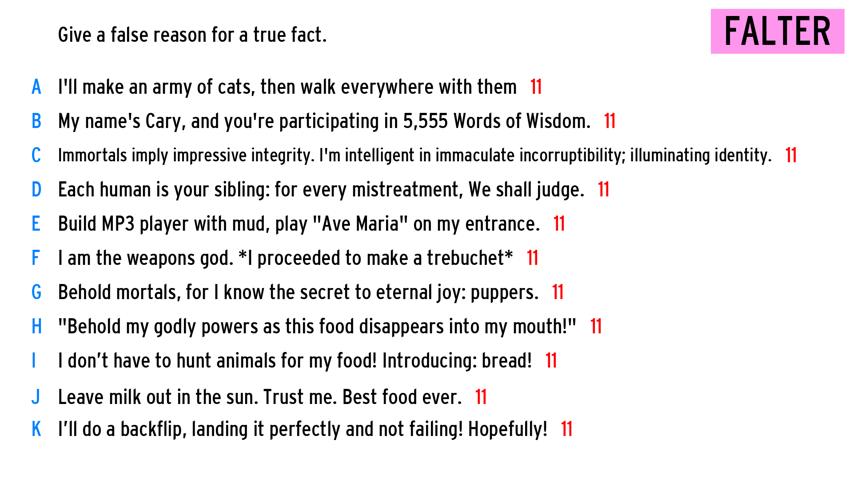 Give a false reason for a true fact.
FALTER
A I'll make an army of cats, then walk everywhere with them 11
B My name's Cary, and you're participating in 5,555 Words of Wisdom. 11
C Immortals imply impressive integrity. I'm intelligent in immaculate incorruptibility; illuminating identity. 11
D Each human is your sibling: for every mistreatment, We shall judge. 11
E Build MP3 player with mud, play "Ave Maria" on my entrance. 11
F I am the weapons god. *I proceeded to make a trebuchet* 11
G Behold mortals, for I know the secret to eternal joy: puppers. 11
H "Behold my godly powers as this food disappears into my mouth!" 11
I I don’t have to hunt animals for my food! Introducing: bread! 11
J Leave milk out in the sun. Trust me. Best food ever. 11
K I’ll do a backflip, landing it perfectly and not failing! Hopefully! 11